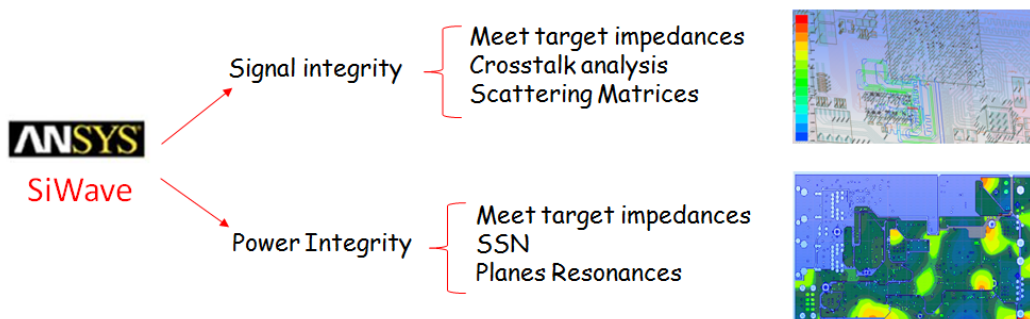 Signal integrity
Meet target impedances
Crosstalk analysis
Scattering Matrices
ANSYS
SiWave
Power Integrity
Meet target impedances
SSN
Planes Resonances